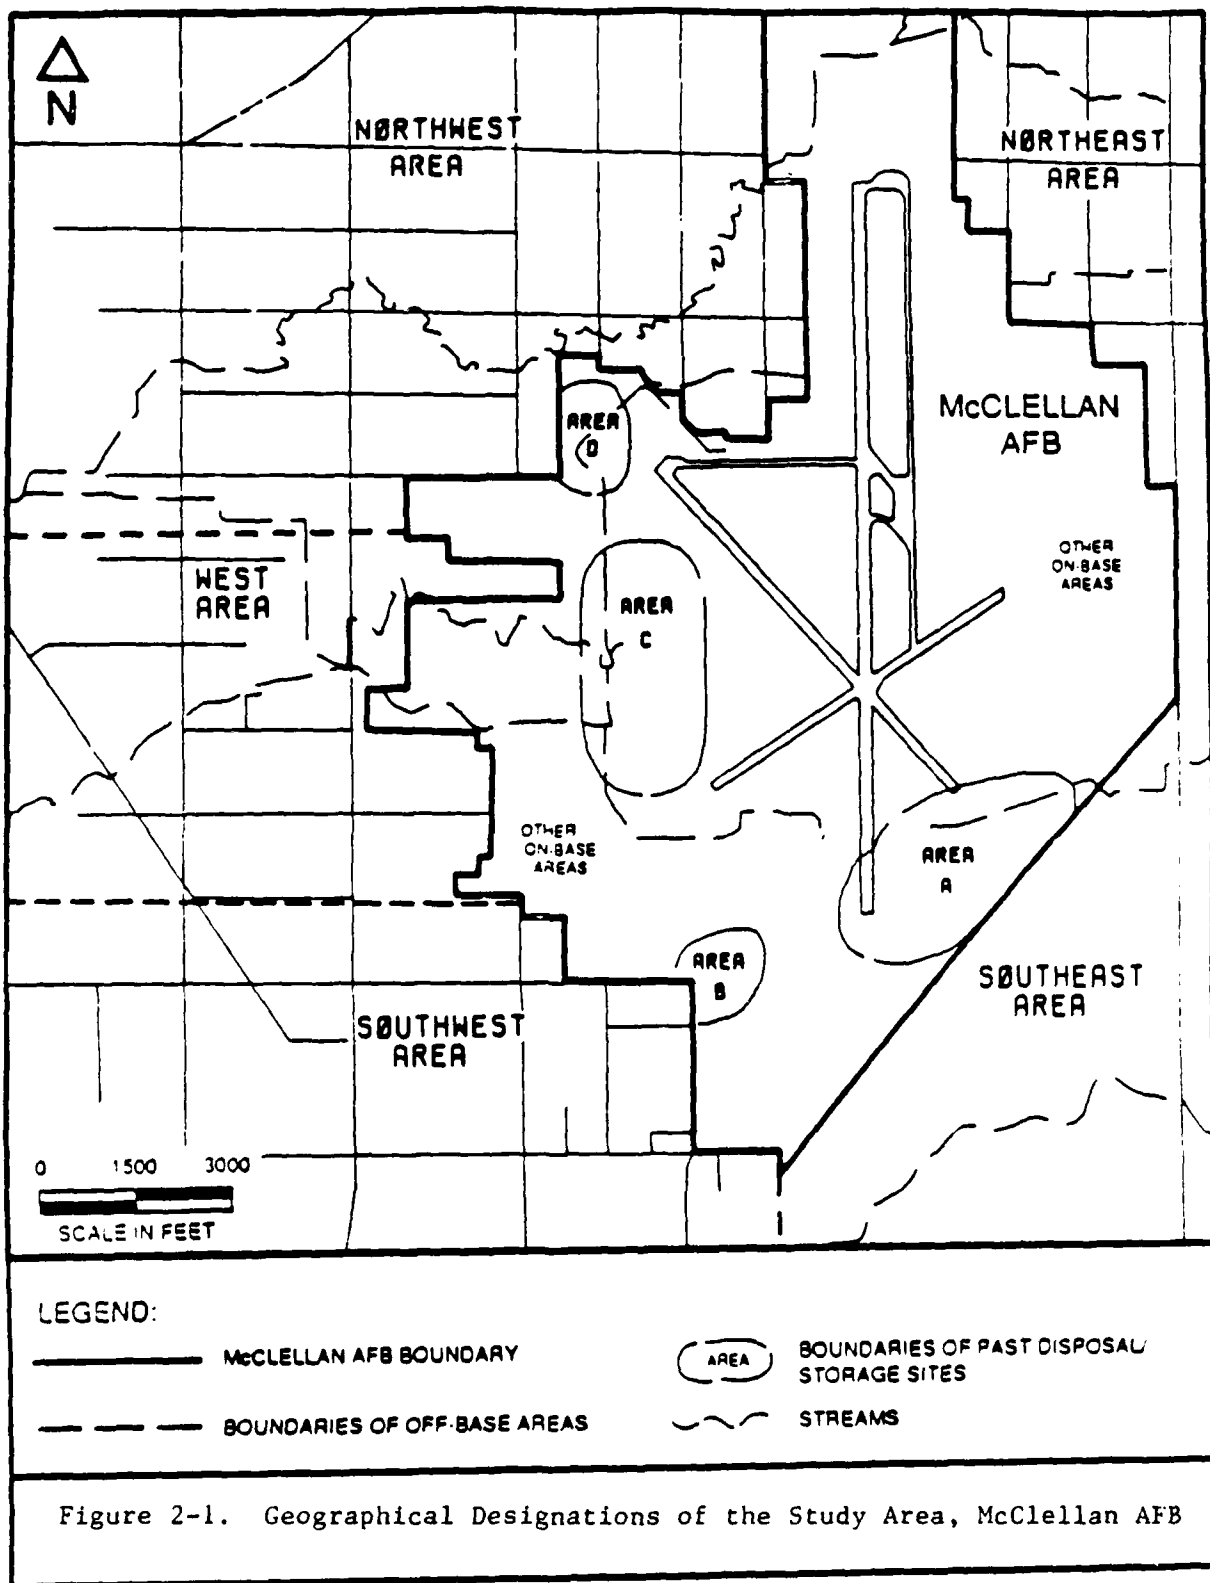 N
NØRTHWEST
AREA
NØRTHEAST
AREA
McCLELLAN
AFB
AREA
D
OTHER
ON-BASE
AREAS
WEST
AREA
AREA
C
OTHER
ON-BASE
AREAS
AREA
A
AREA
B
SØUTHEAST
AREA
SØUTHWEST
AREA
0 1500 3000
SCALE IN FEET
LEGEND:
McCLELLAN AFB BOUNDARY
AREA
BOUNDARIES OF PAST DISPOSAL/
STORAGE SITES
BOUNDARIES OF OFF-BASE AREAS
STREAMS
Figure 2-1. Geographical Designations of the Study Area, McClellan AFB